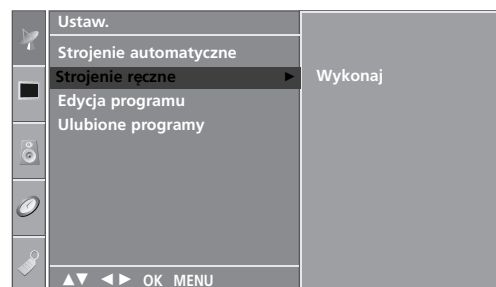 Ustaw.
Strojenie automatyczne
Strojenie ręczne ► Wykonaj
Edycja programu
Ulubione programy
▲▼ ◄► OK MENU